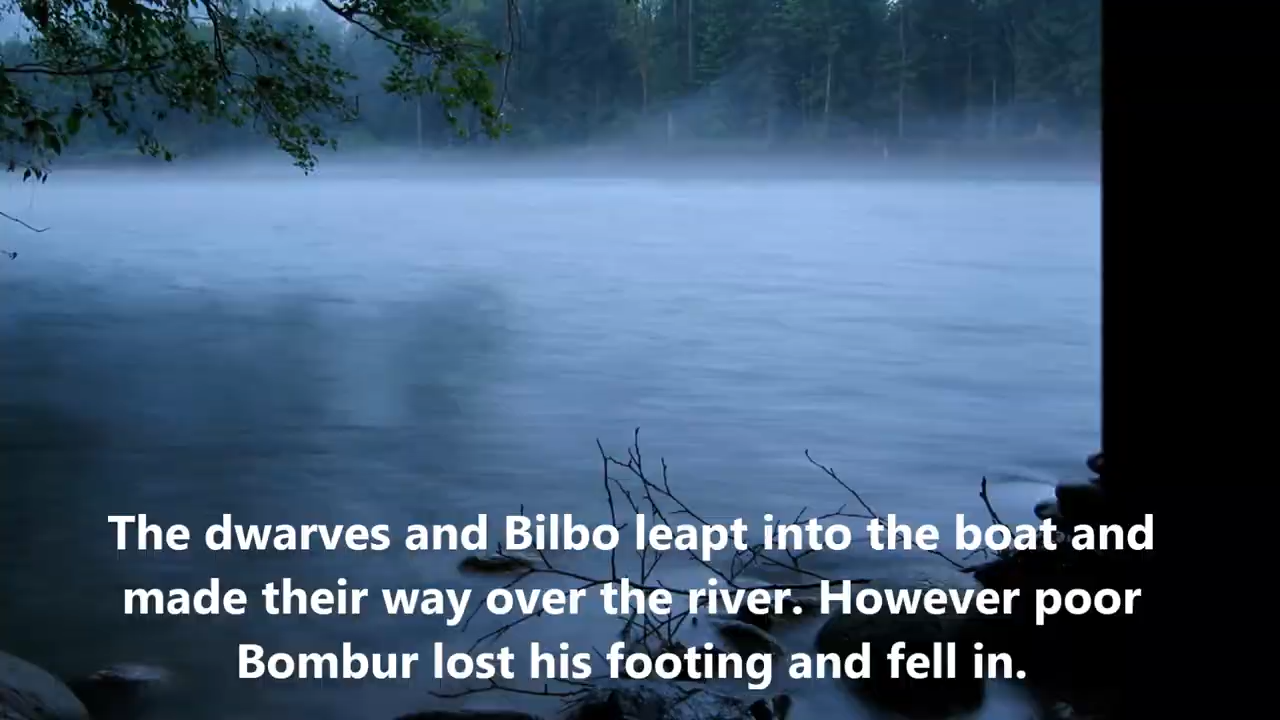 The dwarves and Bilbo leapt into the boat and
made their way over the river. However poor
Bombur lost his footing and fell in.